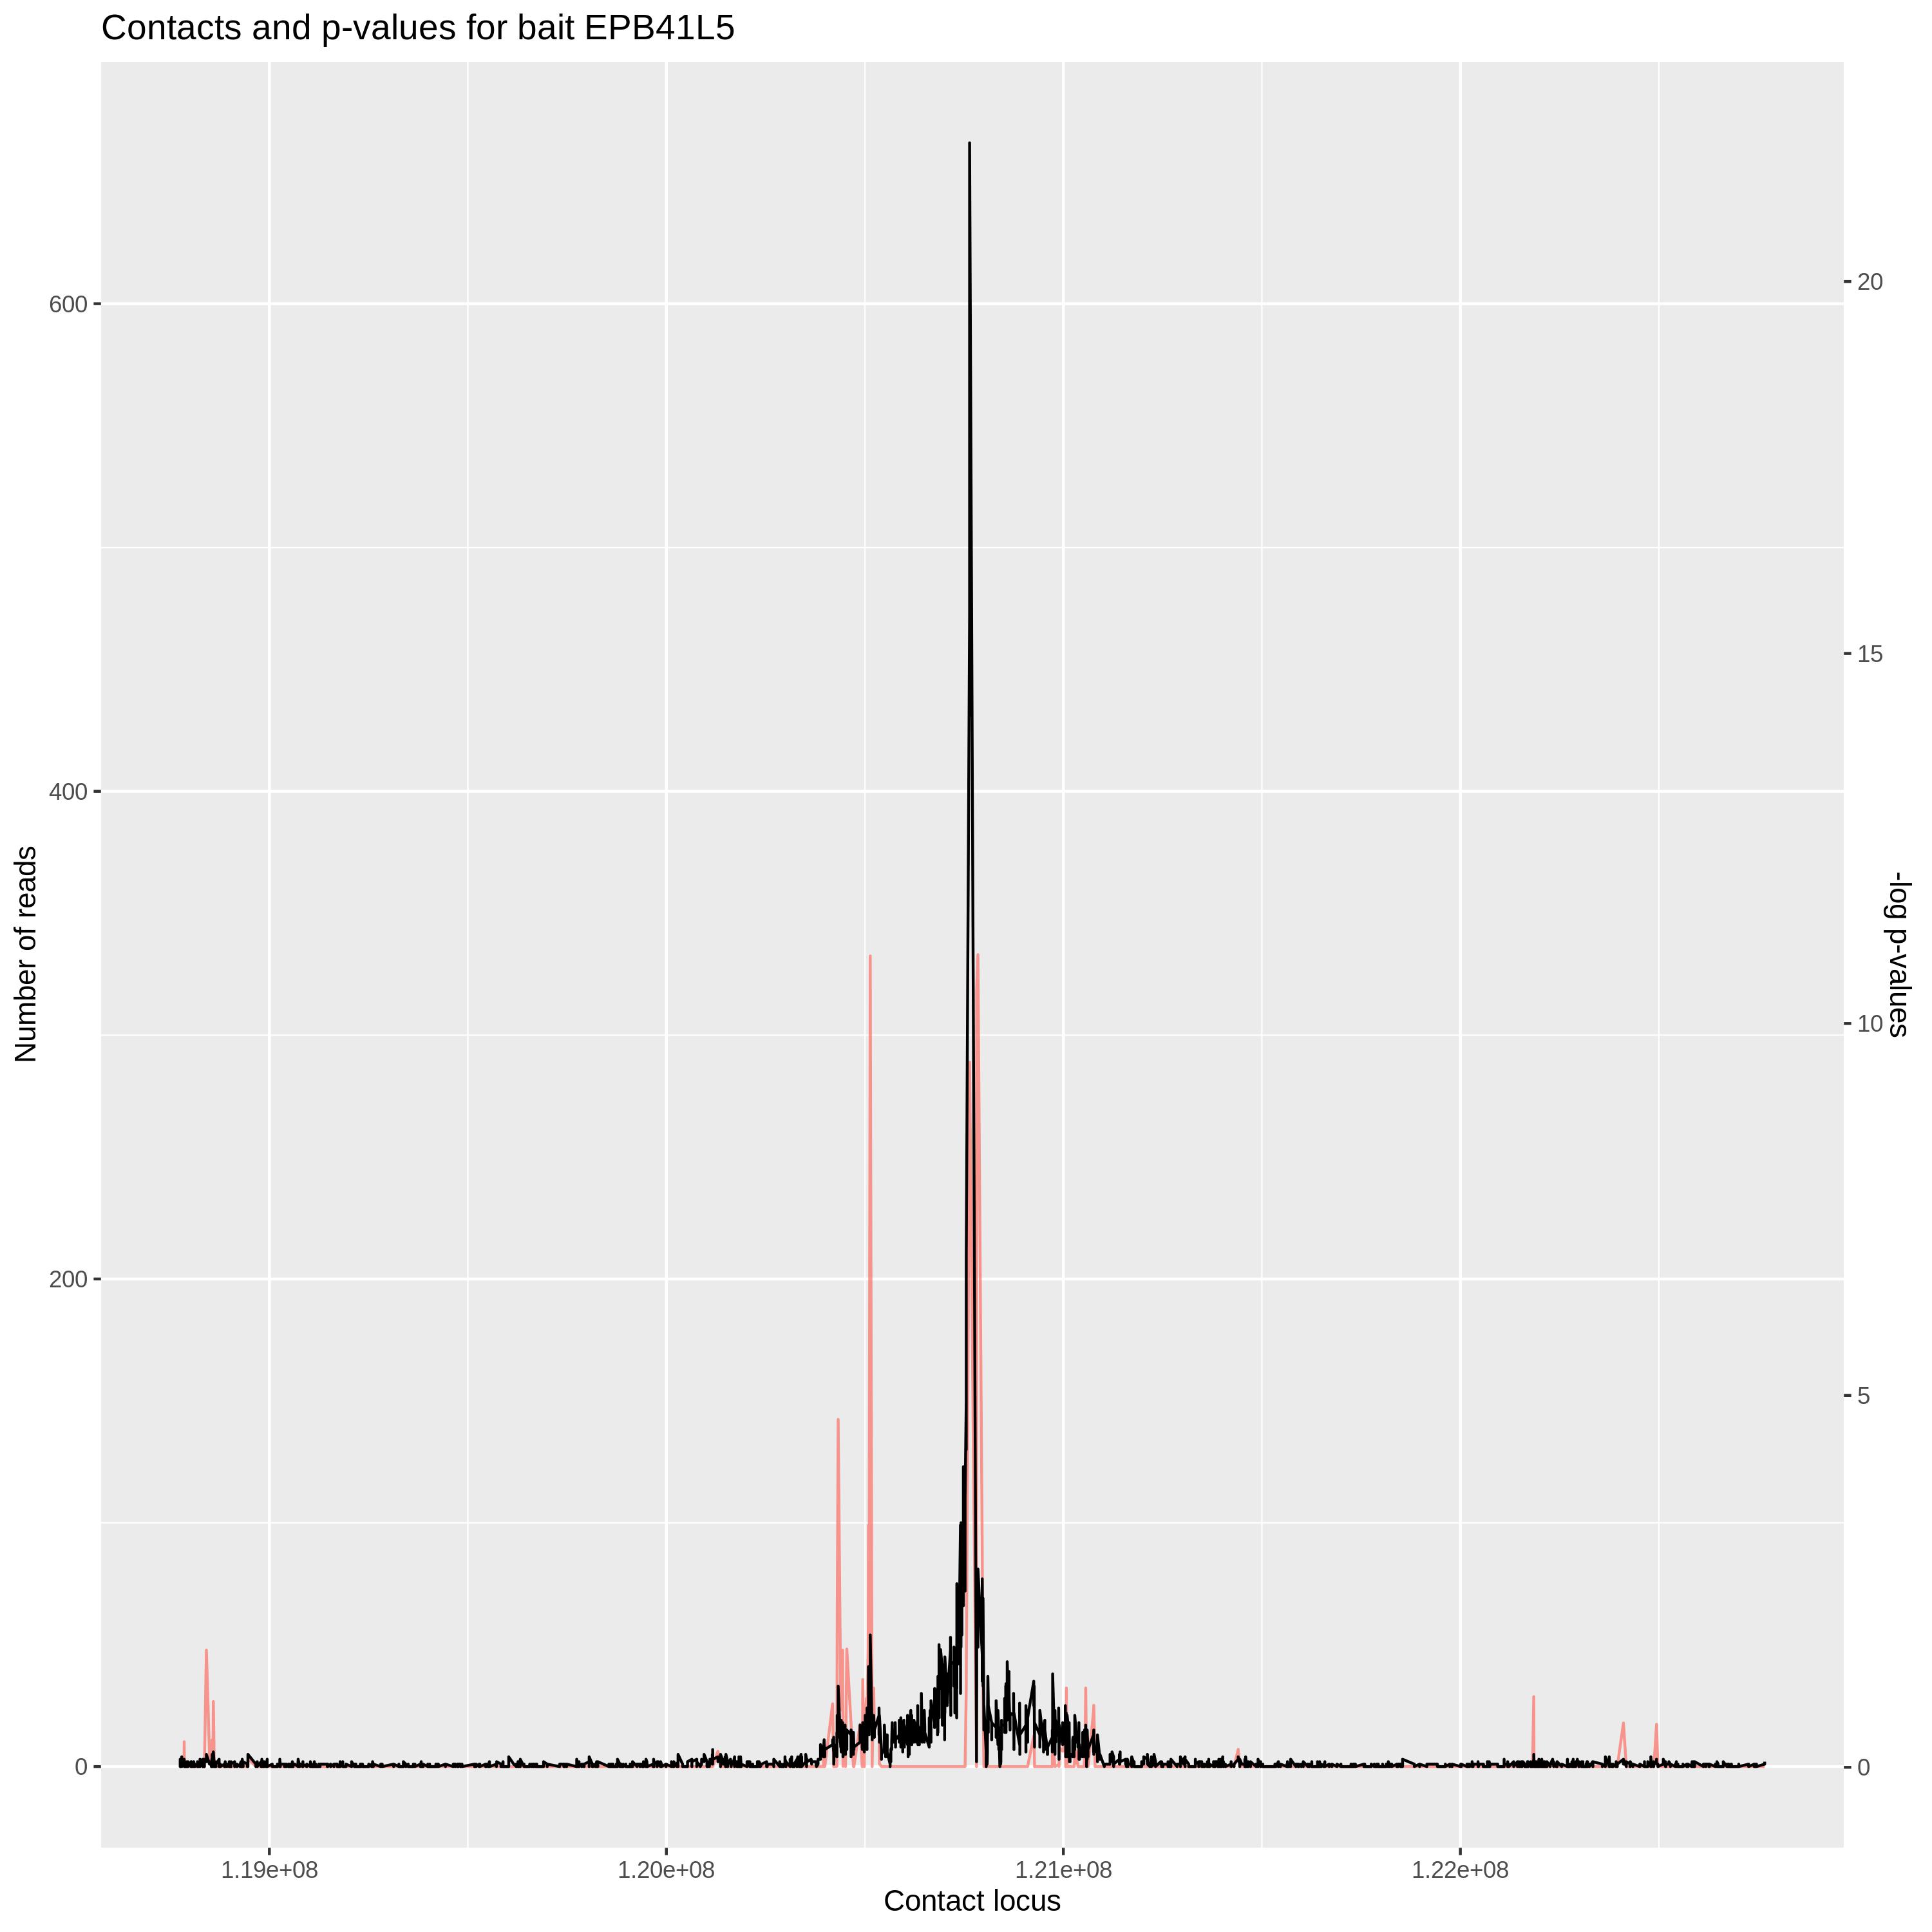 Contacts and p-values for bait EPB41L5
Number of reads
600
400
200
0
20
15
10
5
0
-log p-values
1.19e+08 1.20e+08 1.21e+08 1.22e+08
Contact locus